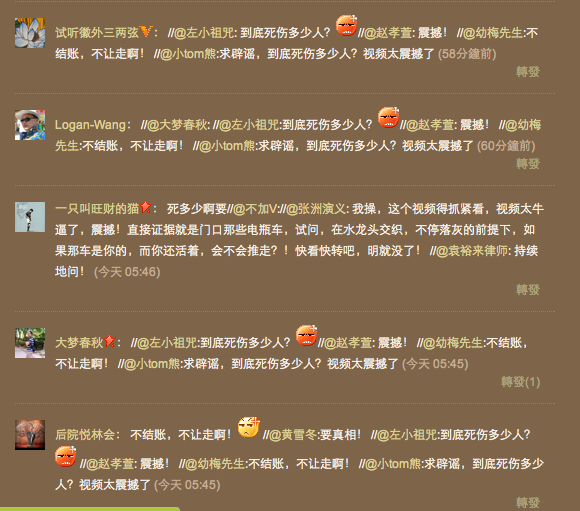 试听徽外三两弦V： //@左小祖咒: 到底死伤多少人？ //@赵孝萱: 震撼！ //@幼梅先生:不
结账，不让走啊！ //@小tom熊:求辟谣，到底死伤多少人？视频太震撼了 (58分鐘前)
轉發
Logan-Wang： //@大梦春秋: //@左小祖咒:到底死伤多少人？ //@赵孝萱: 震撼！ //@幼梅
先生:不结账，不让走啊！ //@小tom熊:求辟谣，到底死伤多少人？视频太震撼了 (60分鐘前)
轉發
一只叫旺财的猫： 死多少啊要//@不加V://@张洲演义: 我操，这个视频得抓紧看，视频太牛
逼了，震撼！直接证据就是门口那些电瓶车，试问，在水龙头交织，不停落灰的前提下，如
果那车是你的，而你还活着，会不会推走？！快看快转吧，明就没了！ //@袁裕来律师: 持续
地问！ (今天 05:46)
轉發
大梦春秋： //@左小祖咒:到底死伤多少人？ //@赵孝萱: 震撼！ //@幼梅先生:不结账，
不让走啊！ //@小tom熊:求辟谣，到底死伤多少人？视频太震撼了 (今天 05:45)
轉發(1)
后院悦林会： 不结账，不让走啊！ //@黄雪冬:要真相！ //@左小祖咒:到底死伤多少人？
//@赵孝萱: 震撼！ //@幼梅先生:不结账，不让走啊！ //@小tom熊:求辟谣，到底死伤多少
人？视频太震撼了 (今天 05:45)
轉發